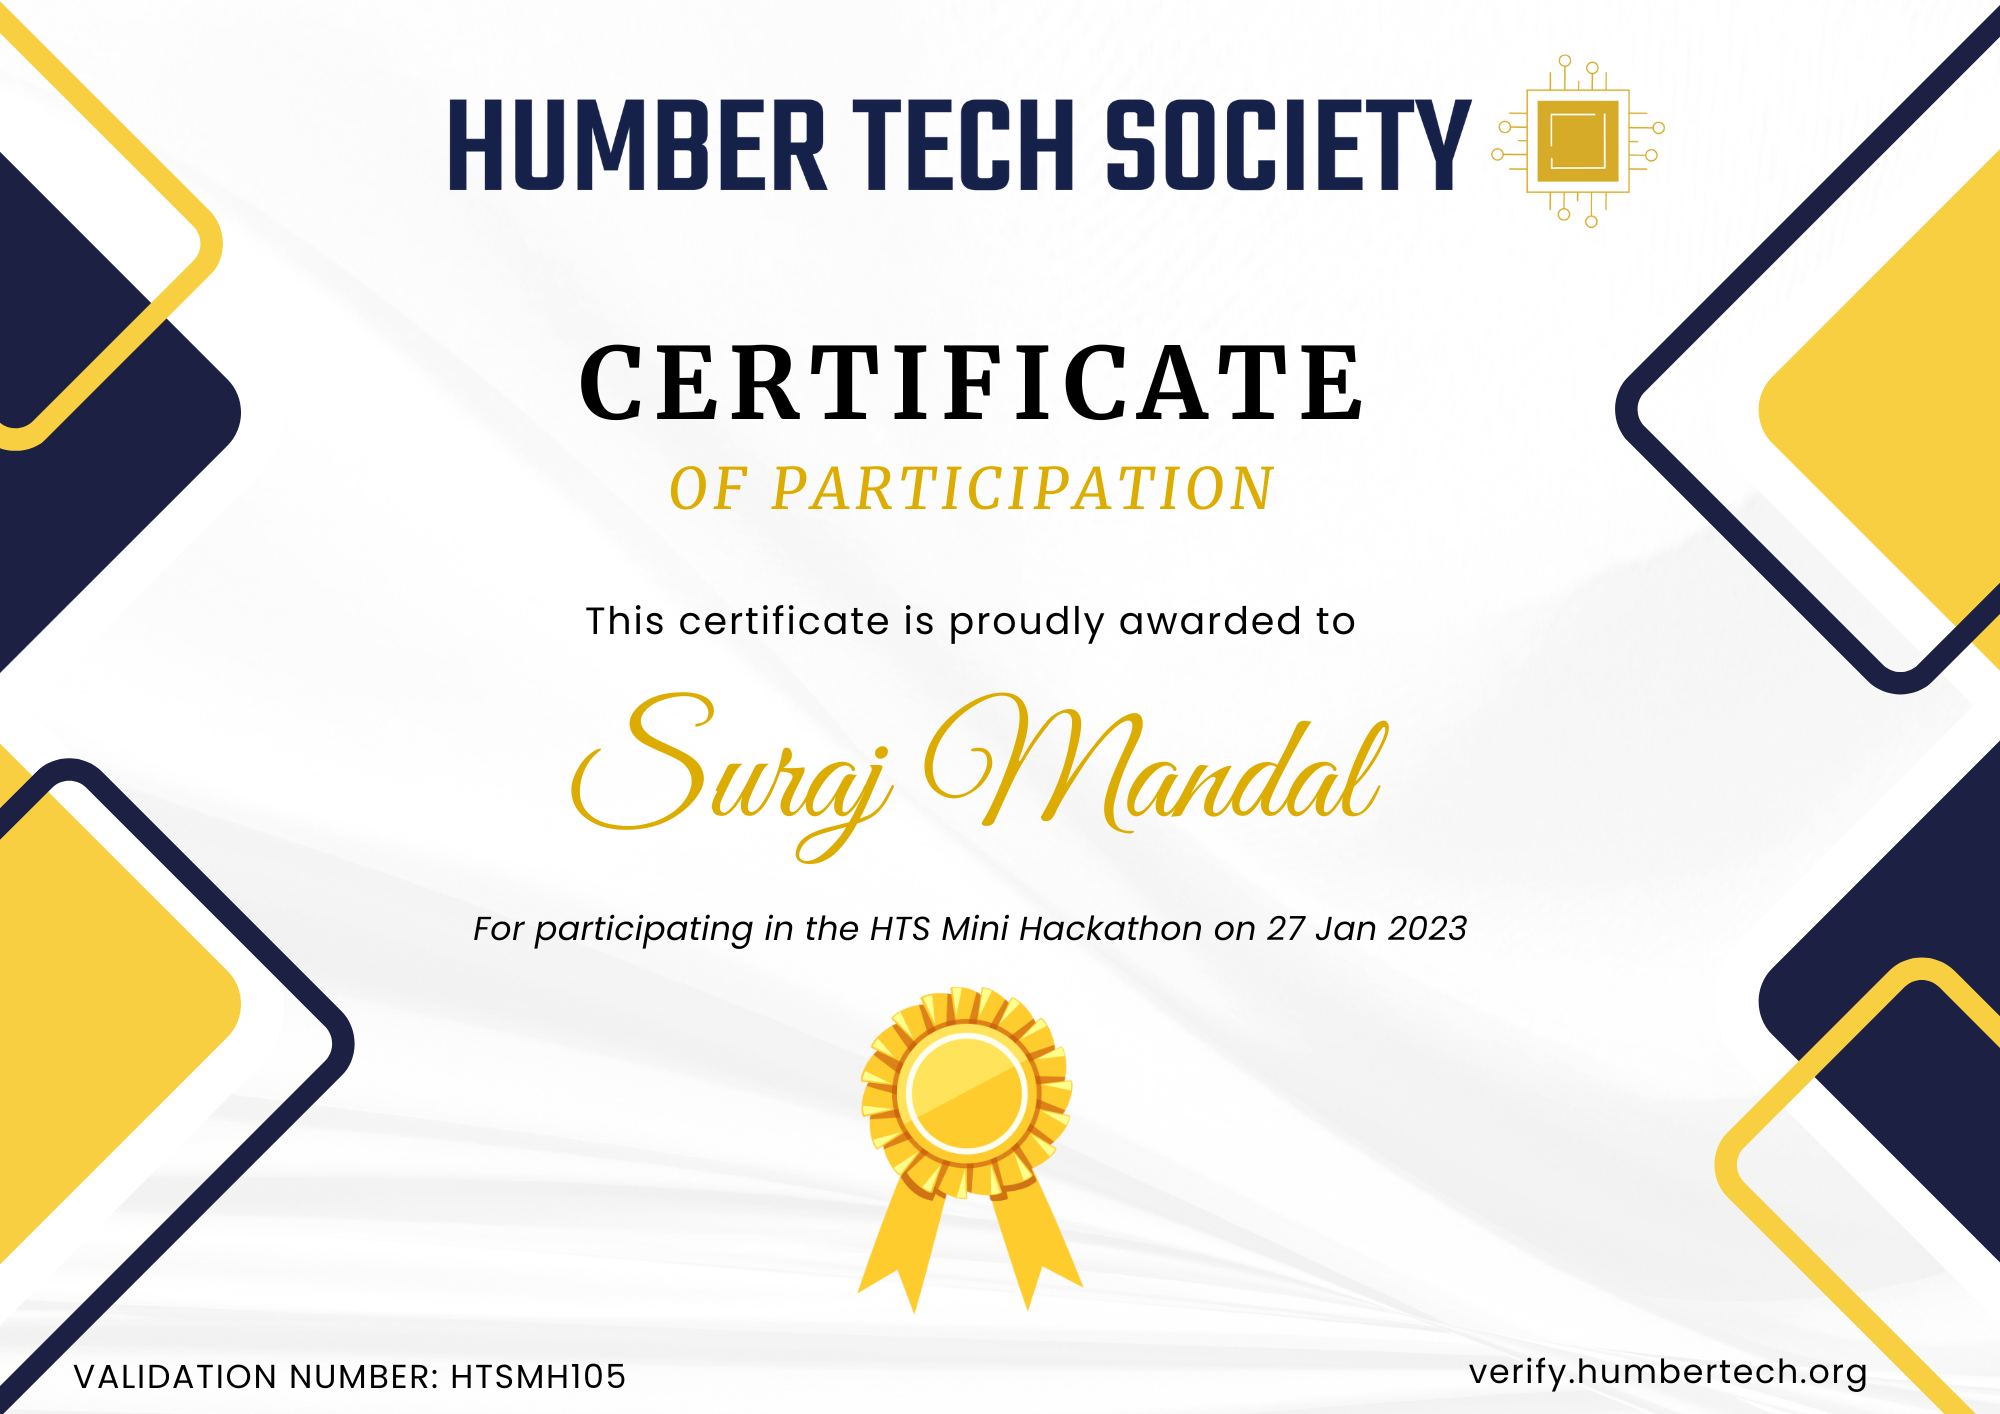 HUMBER TECH SOCIETY
CERTIFICATE
OF PARTICIPATION
This certificate is proudly awarded to
Suraj Mandal
For participating in the HTS Mini Hackathon on 27 Jan 2023
VALIDATION NUMBER: HTSMH105
verify.humbertech.org